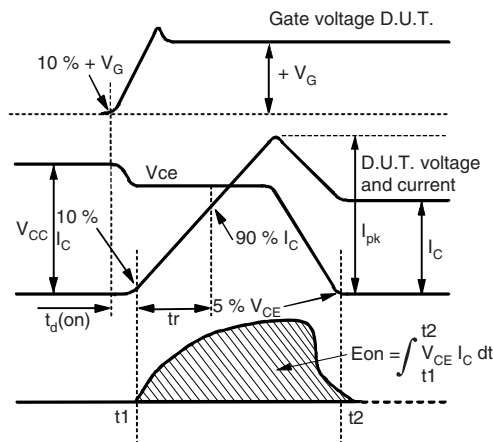 Gate voltage D.U.T.
10 % + V_G
+ V_G
Vce
D.U.T. voltage
and current
10 %
V_CC
I_C
90 % I_C
I_pk
I_C
t_d(on)
tr
5 % V_CE
Eon = ∫ V_CE I_C dt
t2
t1
t1
t2